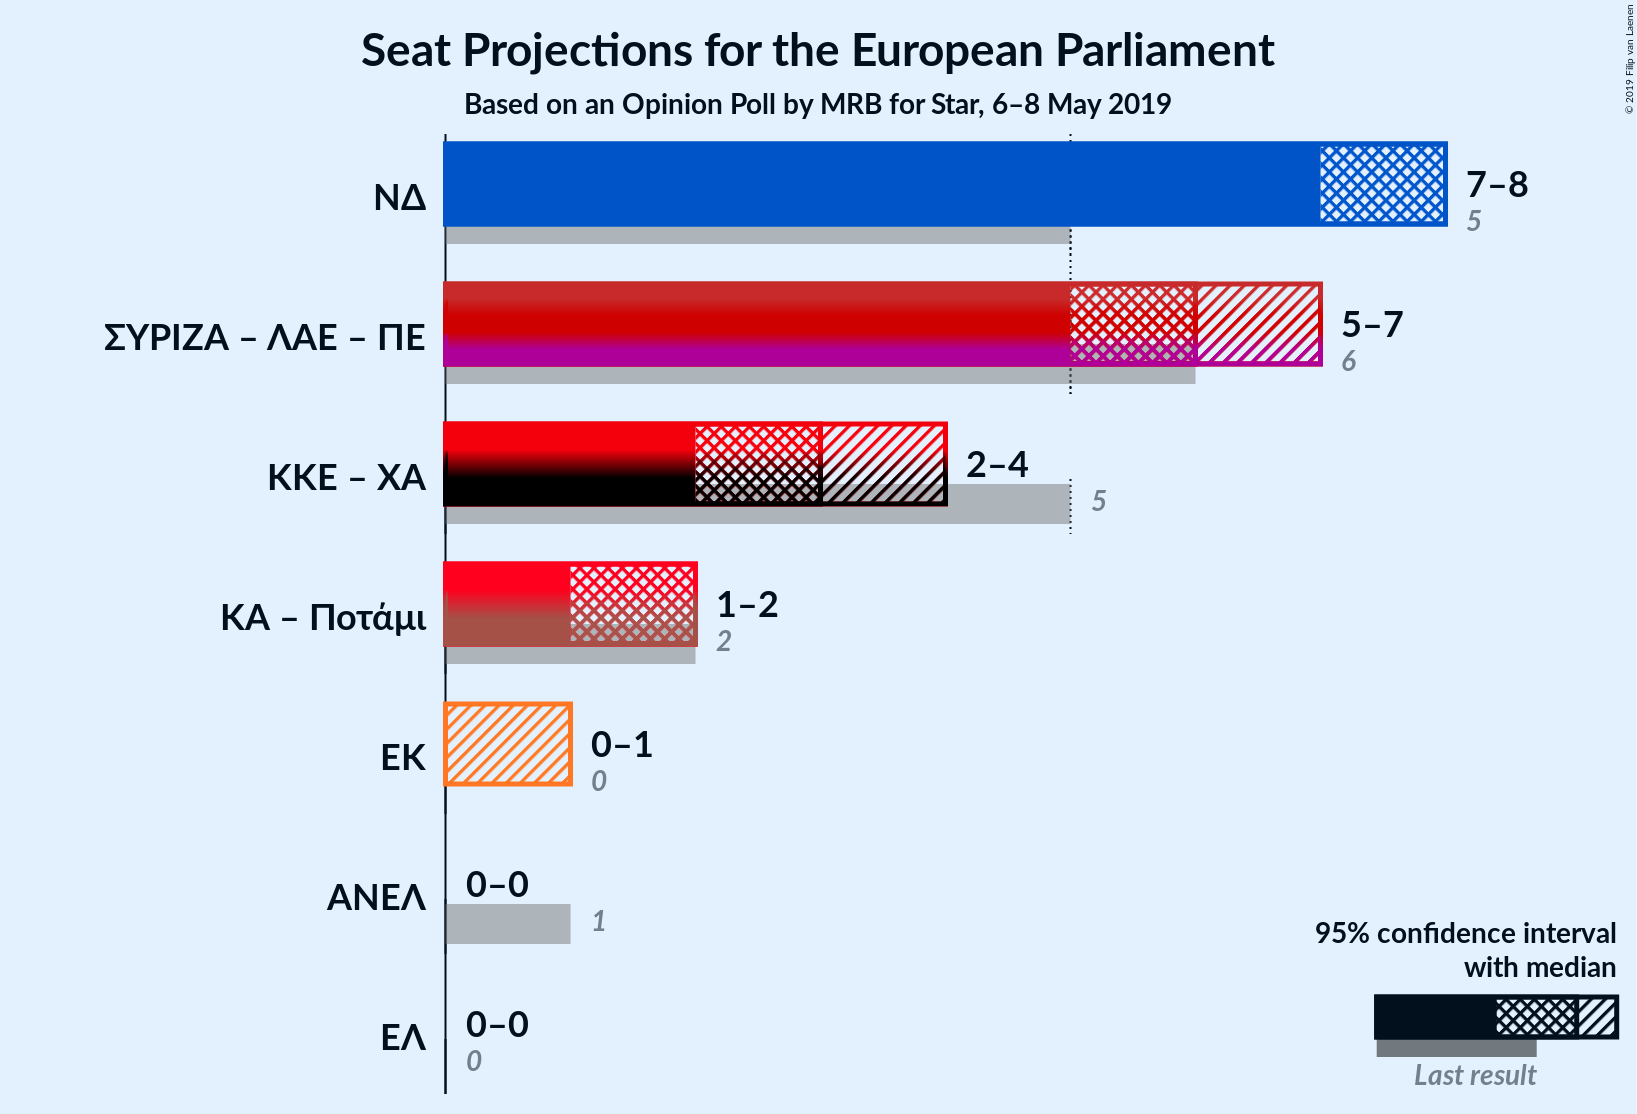 Seat Projections for the European Parliament
Based on an Opinion Poll by MRB for Star, 6–8 May 2019
© 2019 Filip van Laenen
ΝΔ
7–8
5
ΣΥΡΙΖΑ – ΛΑΕ – ΠΕ
5–7
6
ΚΚΕ – ΧΑ
2–4
5
ΚΑ – Ποτάμι
1–2
2
ΕΚ
0–1
0
ΑΝΕΛ
0–0
1
ΕΛ
0–0
0
95% confidence interval
with median
Last result